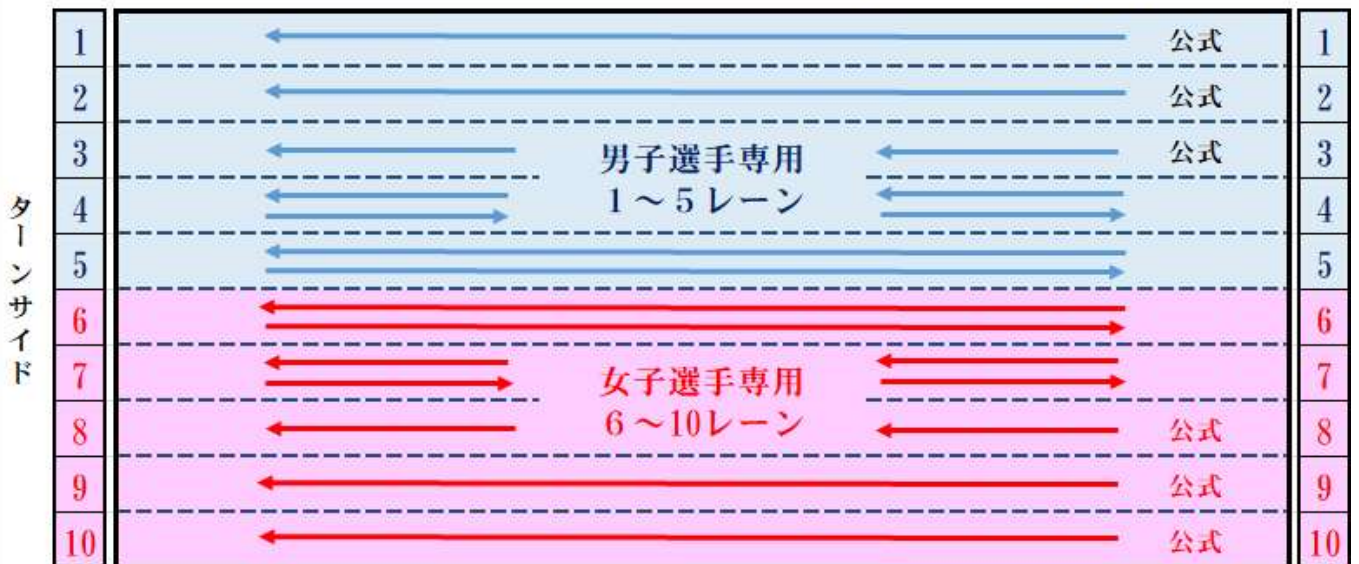 ターンサイド
1 公式 1
2 公式 2
3 公式 3
男子選手専用
4 1～5レーン 4
5 5
6 6
7 7
女子選手専用
8 6～10レーン 公式 8
9 公式 9
10 公式 10